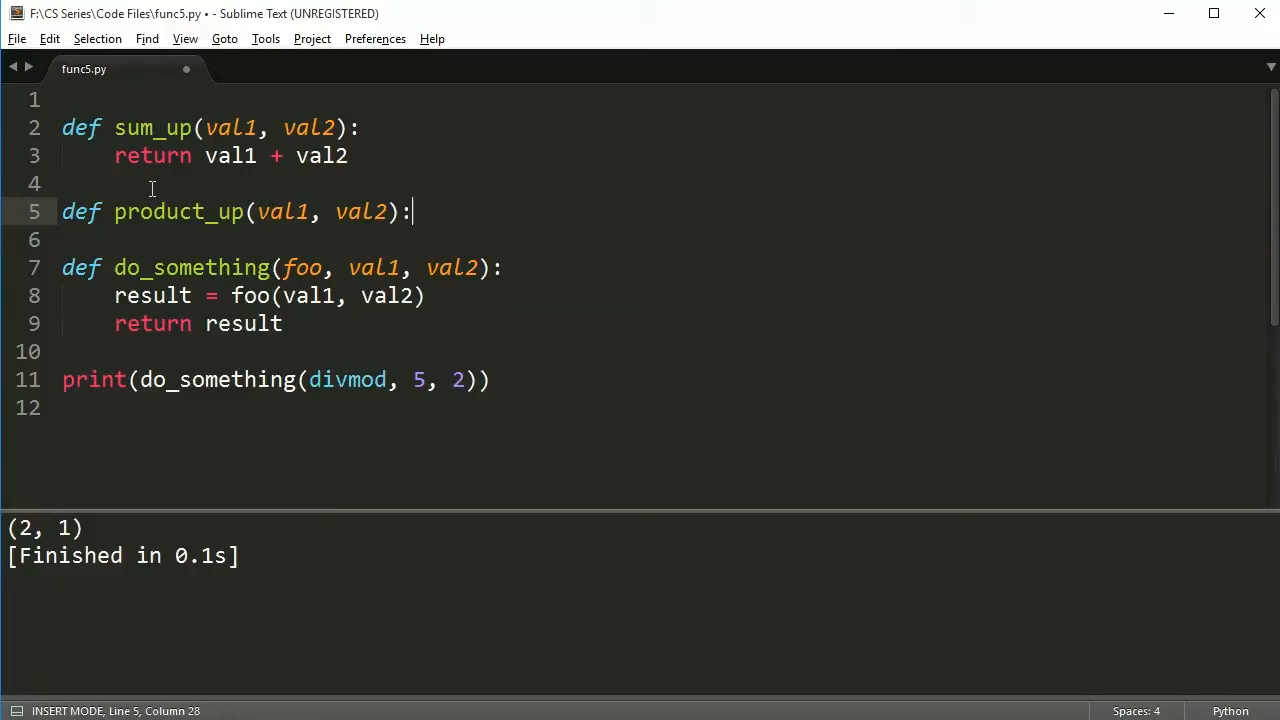 F:\CS Series\Code Files\func5.py • - Sublime Text (UNREGISTERED)
File Edit Selection Find View Goto Tools Project Preferences Help
func5.py
1
2 def sum_up(val1, val2):
3     return val1 + val2
4
5 def product_up(val1, val2):
6
7 def do_something(foo, val1, val2):
8     result = foo(val1, val2)
9     return result
10
11 print(do_something(divmod, 5, 2))
12
(2, 1)
[Finished in 0.1s]
INSERT MODE, Line 5, Column 28 Spaces: 4 Python